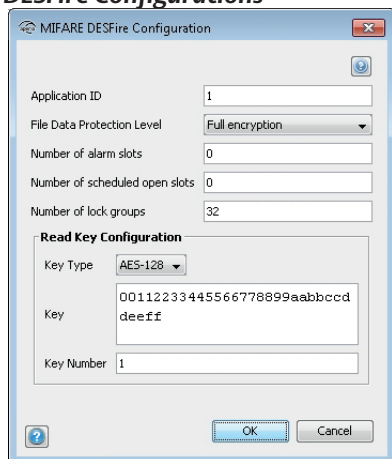 DESFire Configurations
MIFARE DESFire Configuration
Application ID 1
File Data Protection Level Full encryption
Number of alarm slots 0
Number of scheduled open slots 0
Number of lock groups 32
Read Key Configuration
Key Type AES-128
Key 00112233445566778899aabbccd
deeff
Key Number 1
OK Cancel